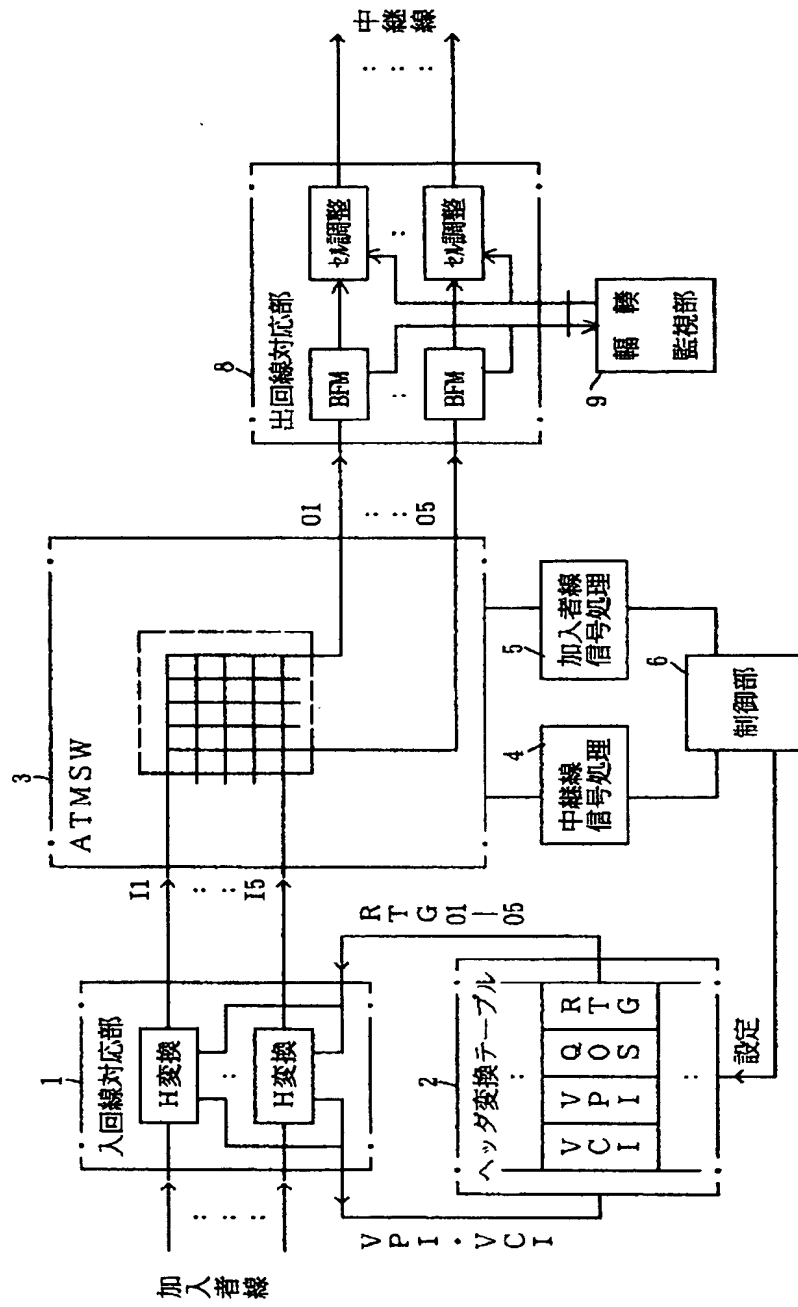 加入者線
1
入回線対応部
H変換
H変換
VPI・VCI
RTG 01―05
2
ヘッダ変換テーブル
VCI
VPI
QOS
RTG
設定
3
ATMSW
I1
I5
01
05
4
中継線
信号処理
5
加入者線
信号処理
6
制御部
8
出回線対応部
BFM
BFM
セル調整
セル調整
9
輻輳
監視部
中継線